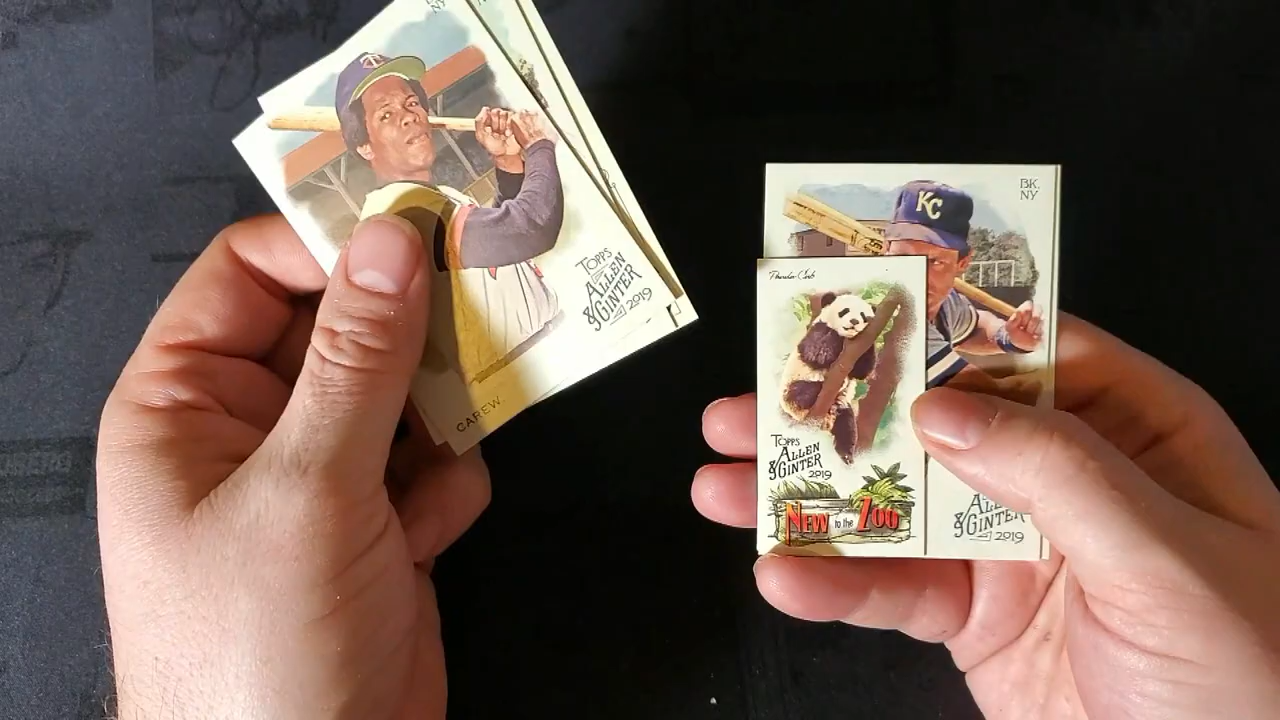 TC
TOPPS
ALLEN
& GINTER
2019
CAREW
BK.
NY
KC
Panda Cub
TOPPS
ALLEN
& GINTER
2019
NEW to the ZOO
ALLEN
& GINTER
2019